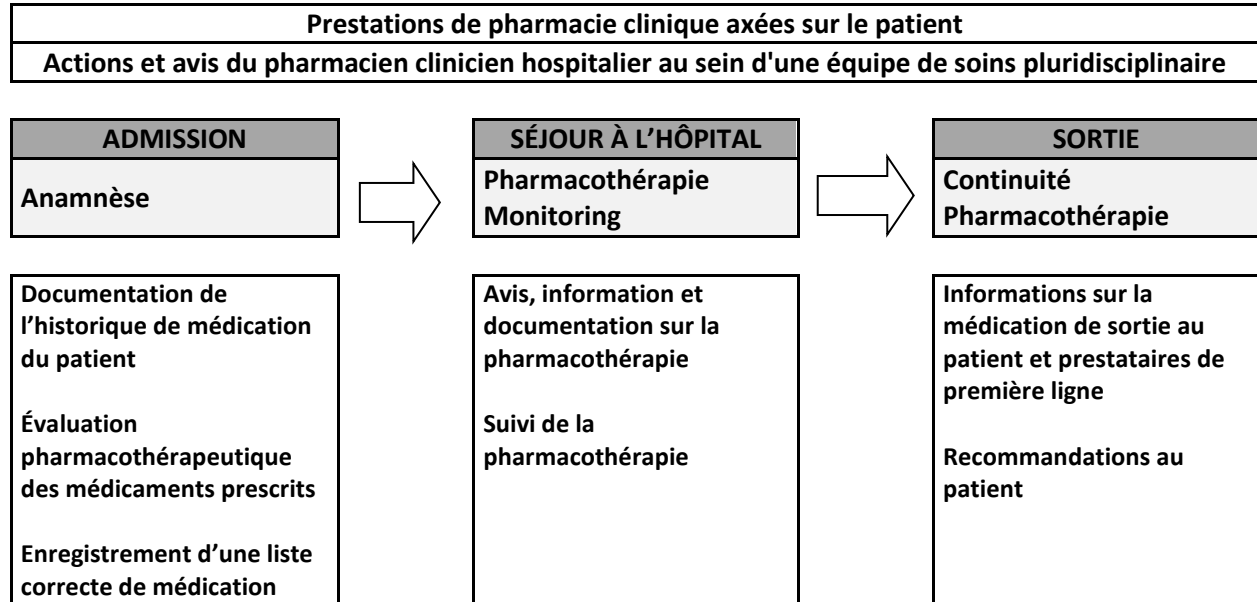 Prestations de pharmacie clinique axées sur le patient
Actions et avis du pharmacien clinicien hospitalier au sein d'une équipe de soins pluridisciplinaire
ADMISSION
Anamnèse
Documentation de
l’historique de médication
du patient
Évaluation
pharmacothérapeutique
des médicaments prescrits
Enregistrement d’une liste
correcte de médication
SÉJOUR À L’HÔPITAL
Pharmacothérapie
Monitoring
Avis, information et
documentation sur la
pharmacothérapie
Suivi de la
pharmacothérapie
SORTIE
Continuité
Pharmacothérapie
Informations sur la
médication de sortie au
patient et prestataires de
première ligne
Recommandations au
patient